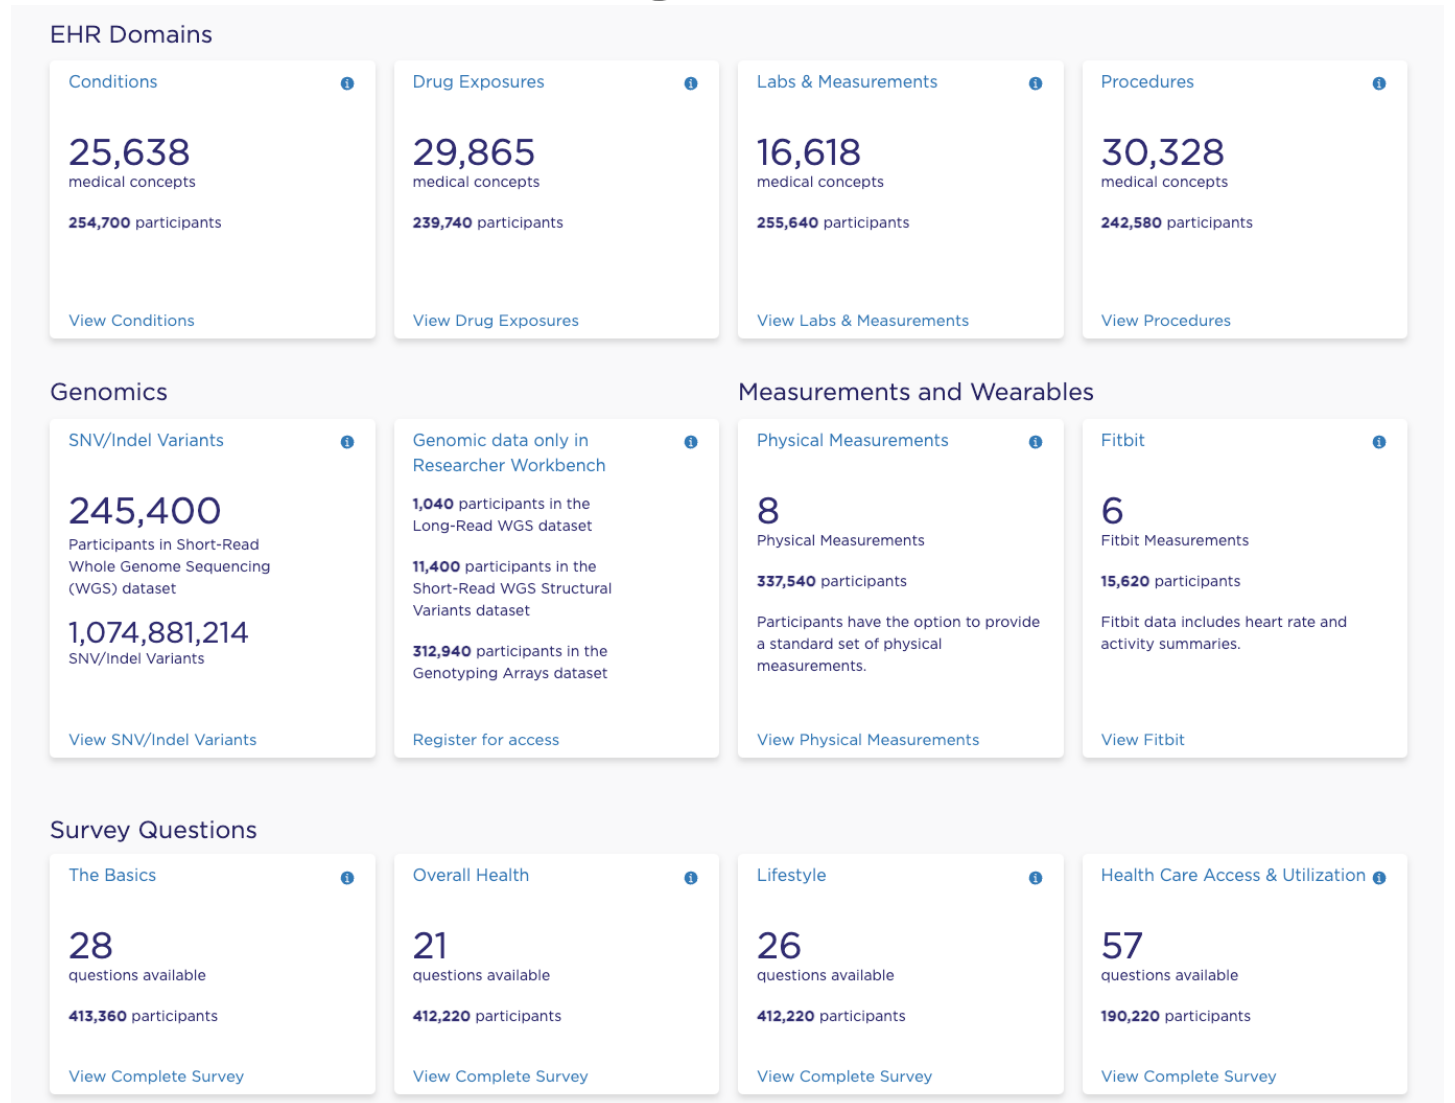 EHR Domains
Conditions
25,638
medical concepts
254,700 participants
View Conditions
Drug Exposures
29,865
medical concepts
239,740 participants
View Drug Exposures
Labs & Measurements
16,618
medical concepts
255,640 participants
View Labs & Measurements
Procedures
30,328
medical concepts
242,580 participants
View Procedures
Genomics
SNV/Indel Variants
245,400
Participants in Short-Read
Whole Genome Sequencing
(WGS) dataset
1,074,881,214
SNV/Indel Variants
View SNV/Indel Variants
Genomic data only in
Researcher Workbench
1,040 participants in the
Long-Read WGS dataset
11,400 participants in the
Short-Read WGS Structural
Variants dataset
312,940 participants in the
Genotyping Arrays dataset
Register for access
Measurements and Wearables
Physical Measurements
8
Physical Measurements
337,540 participants
Participants have the option to provide
a standard set of physical
measurements.
View Physical Measurements
Fitbit
6
Fitbit Measurements
15,620 participants
Fitbit data includes heart rate and
activity summaries.
View Fitbit
Survey Questions
The Basics
28
questions available
413,360 participants
View Complete Survey
Overall Health
21
questions available
412,220 participants
View Complete Survey
Lifestyle
26
questions available
412,220 participants
View Complete Survey
Health Care Access & Utilization
57
questions available
190,220 participants
View Complete Survey